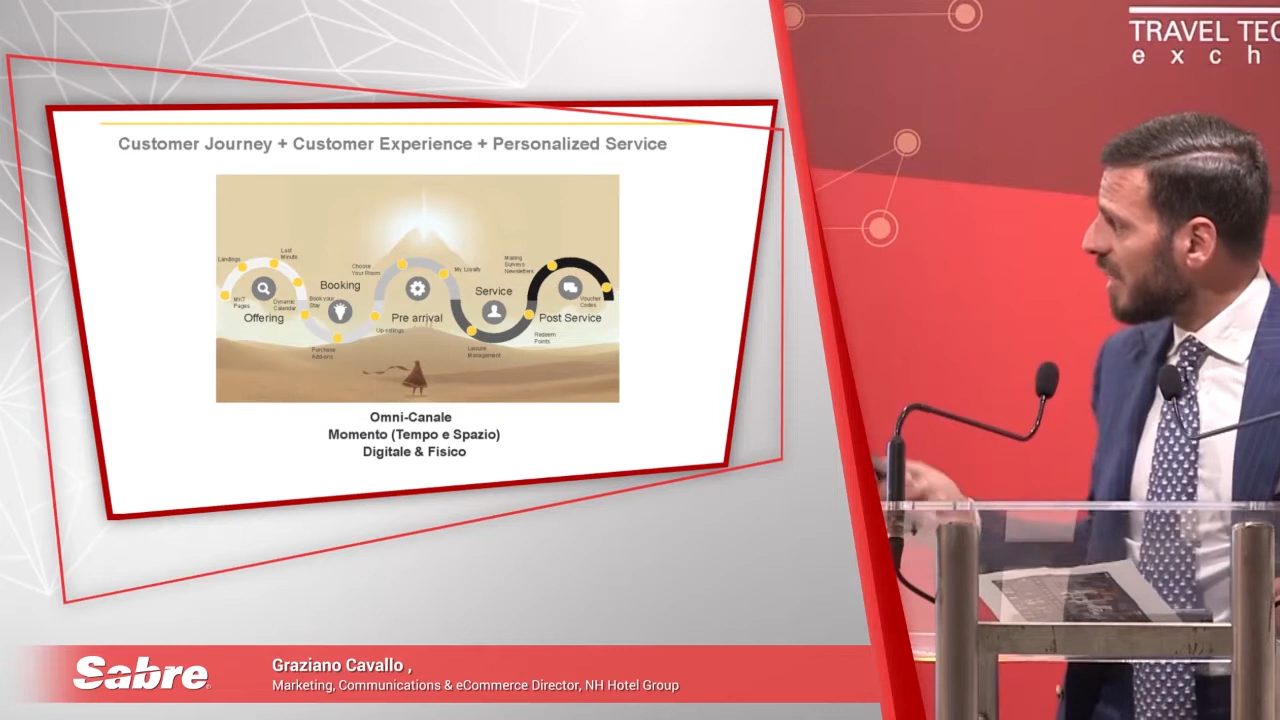 TRAVEL TEC
e x c h
Customer Journey + Customer Experience + Personalized Service
Landings
Last
Minute
MKT
Pages
Dynamic
Calendar
Offering
Booking
Book your
Stay
Purchase
Add-ons
Choose
Your Room
My Loyalty
Pre arrival
Up-sellings
Service
Leisure
Management
Mailing
Surveys
Newsletters
Redeem
Points
Voucher
Codes
Post Service
Omni-Canale
Momento (Tempo e Spazio)
Digitale & Fisico
Sabre
Graziano Cavallo ,
Marketing, Communications & eCommerce Director, NH Hotel Group